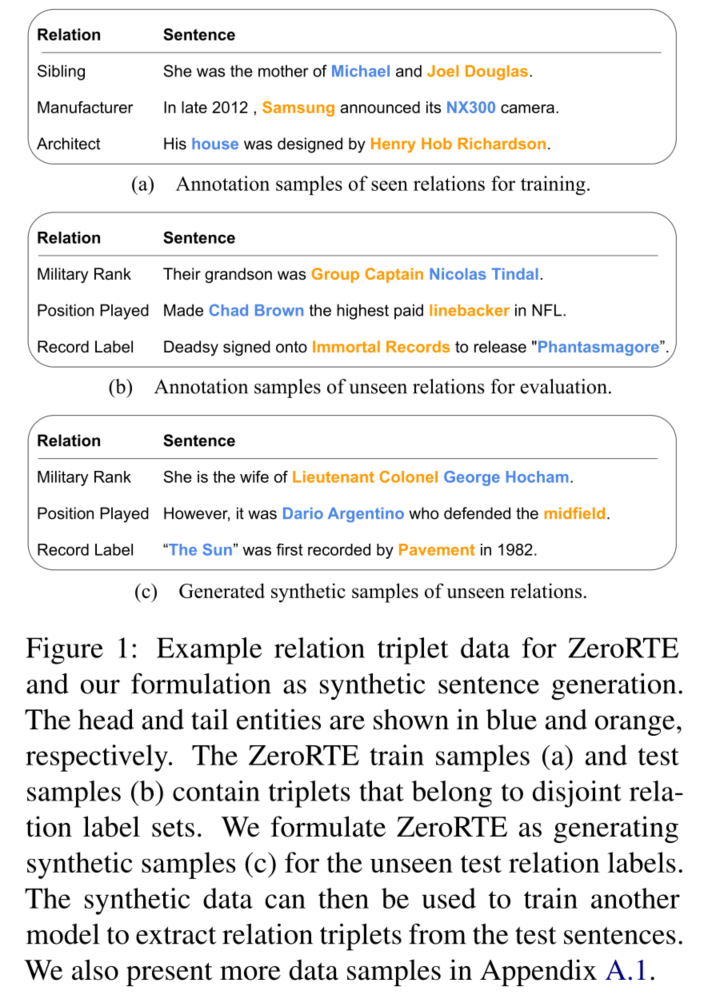 Relation Sentence
Sibling She was the mother of Michael and Joel Douglas.
Manufacturer In late 2012 , Samsung announced its NX300 camera.
Architect His house was designed by Henry Hob Richardson.
(a) Annotation samples of seen relations for training.
Relation Sentence
Military Rank Their grandson was Group Captain Nicolas Tindal.
Position Played Made Chad Brown the highest paid linebacker in NFL.
Record Label Deadsy signed onto Immortal Records to release "Phantasmagore”.
(b) Annotation samples of unseen relations for evaluation.
Relation Sentence
Military Rank She is the wife of Lieutenant Colonel George Hocham.
Position Played However, it was Dario Argentino who defended the midfield.
Record Label “The Sun” was first recorded by Pavement in 1982.
(c) Generated synthetic samples of unseen relations.
Figure 1: Example relation triplet data for ZeroRTE
and our formulation as synthetic sentence generation.
The head and tail entities are shown in blue and orange,
respectively. The ZeroRTE train samples (a) and test
samples (b) contain triplets that belong to disjoint rela-
tion label sets. We formulate ZeroRTE as generating
synthetic samples (c) for the unseen test relation labels.
The synthetic data can then be used to train another
model to extract relation triplets from the test sentences.
We also present more data samples in Appendix A.1.